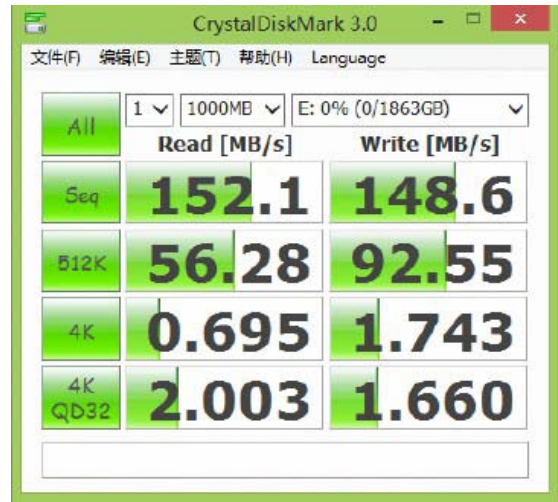 CrystalDiskMark 3.0
文件(F) 编辑(E) 主题(T) 帮助(H) Language
All 1 1000MB E: 0% (0/1863GB)
Read [MB/s] Write [MB/s]
Seq 152.1 148.6
512K 56.28 92.55
4K 0.695 1.743
4K QD32 2.003 1.660